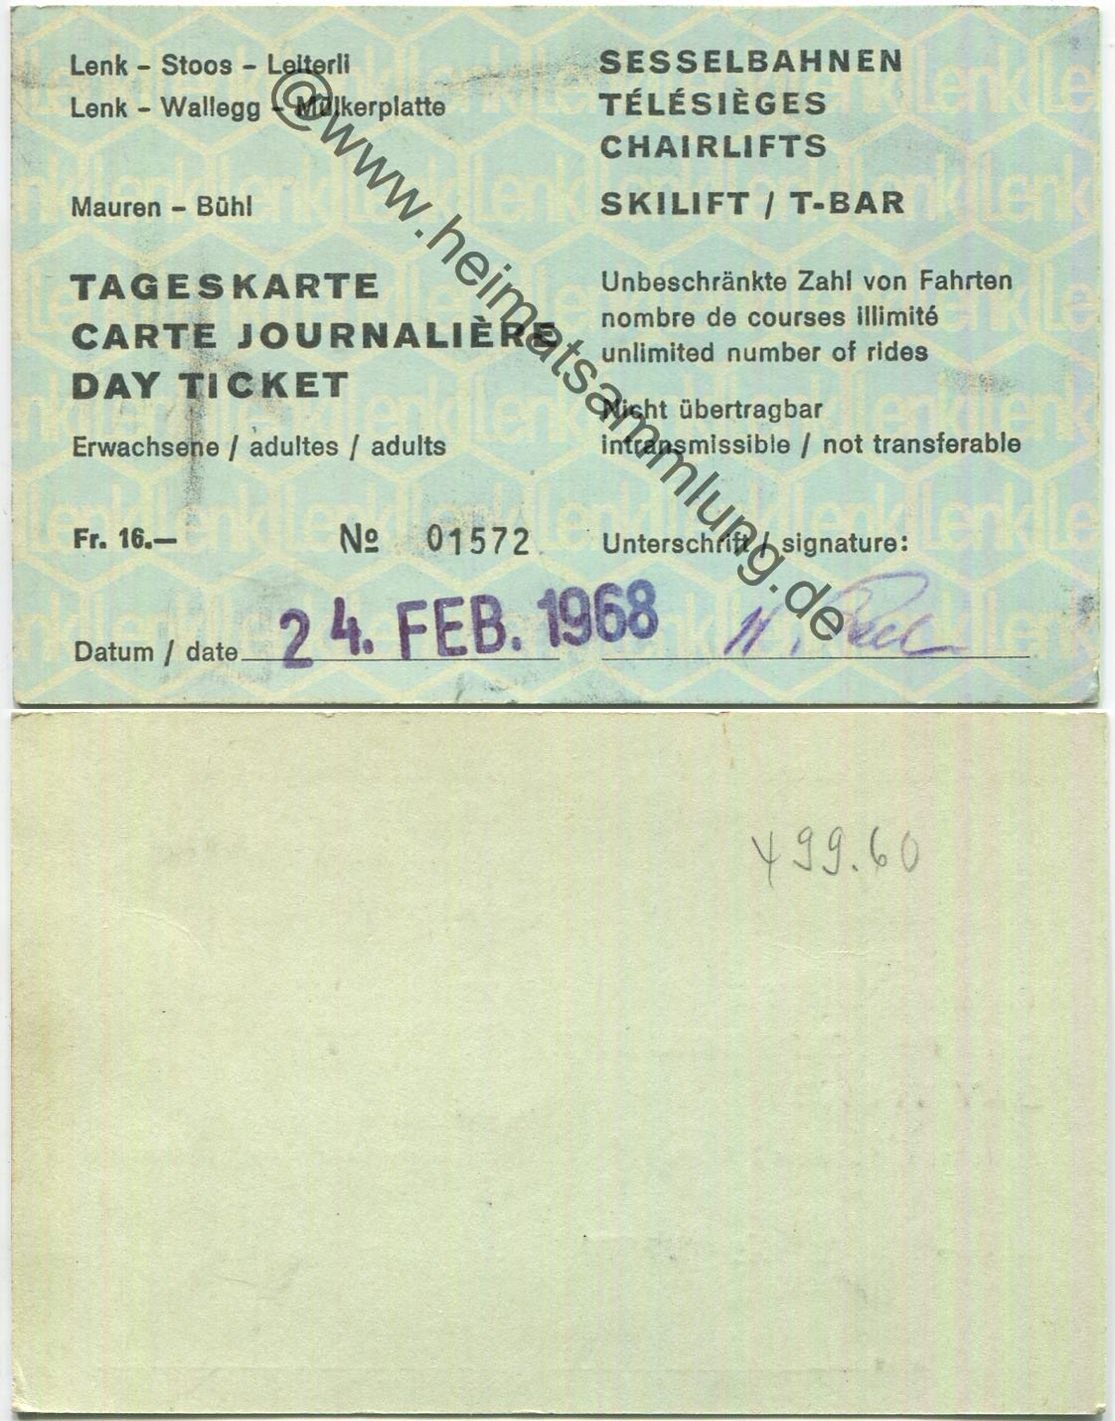 Lenk – Stoos – Leiterli
Lenk – Wallegg – Mülkerplatte
Mauren – Bühl
SESSELBAHNEN
TÉLÉSIÈGES
CHAIRLIFTS
SKILIFT / T-BAR
TAGESKARTE
CARTE JOURNALIÈRE
DAY TICKET
Erwachsene / adultes / adults
Unbeschränkte Zahl von Fahrten
nombre de courses illimité
unlimited number of rides
Nicht übertragbar
intransmissible / not transferable
Fr. 16.—
Nº 01572
Unterschrift / signature:
Datum / date 24. FEB. 1968
@www.heimatsammlung.de
499.60